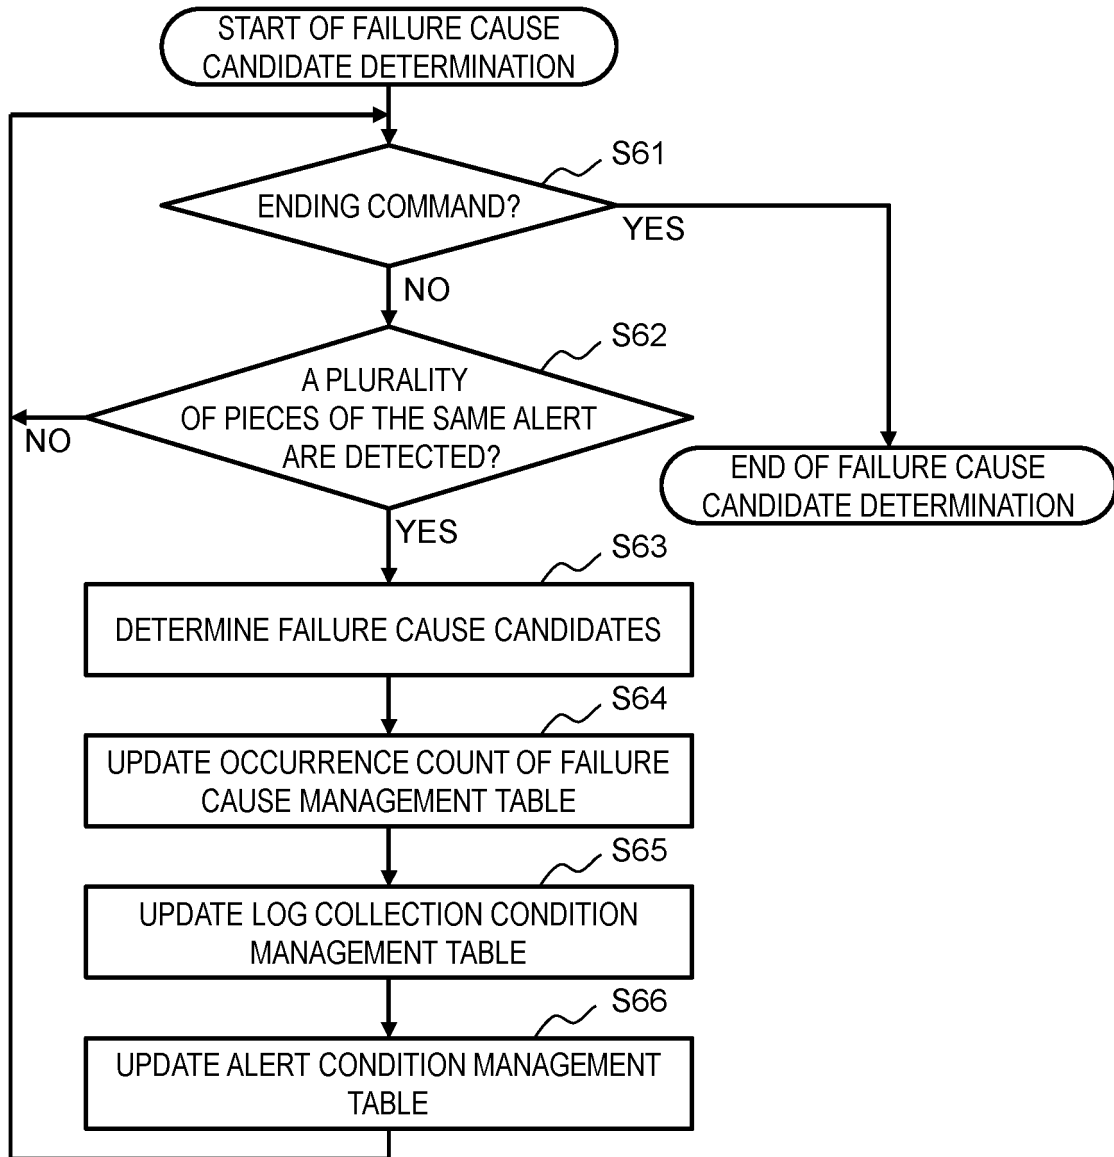 START OF FAILURE CAUSE
CANDIDATE DETERMINATION
S61
ENDING COMMAND?
YES
NO
S62
A PLURALITY
OF PIECES OF THE SAME ALERT
ARE DETECTED?
NO
YES
END OF FAILURE CAUSE
CANDIDATE DETERMINATION
S63
DETERMINE FAILURE CAUSE CANDIDATES
S64
UPDATE OCCURRENCE COUNT OF FAILURE
CAUSE MANAGEMENT TABLE
S65
UPDATE LOG COLLECTION CONDITION
MANAGEMENT TABLE
S66
UPDATE ALERT CONDITION MANAGEMENT
TABLE